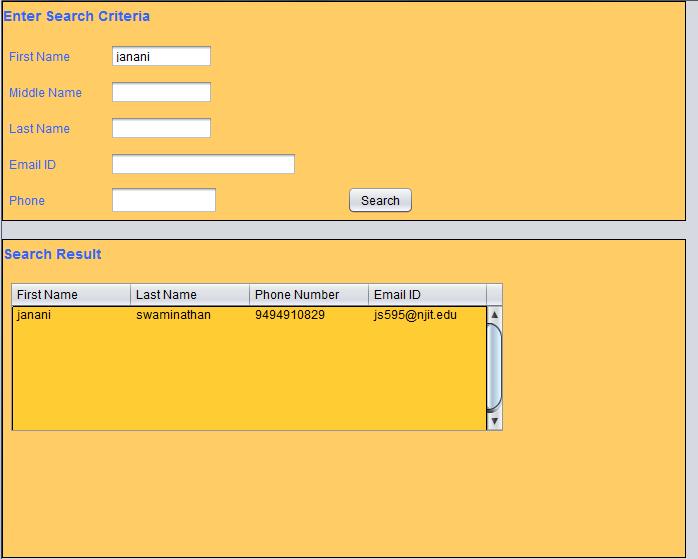 Enter Search Criteria
First Name janani
Middle Name
Last Name
Email ID
Phone Search
Search Result
First Name Last Name Phone Number Email ID
janani swaminathan 9494910829 js595@njit.edu